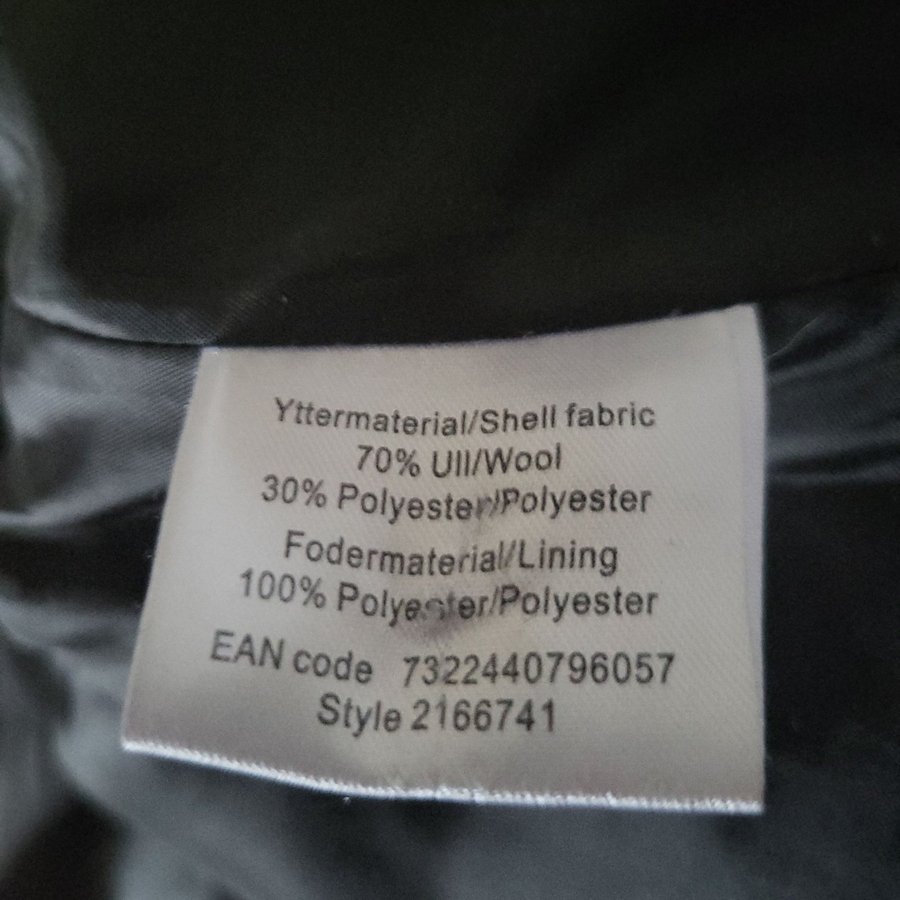 Yttermaterial/Shell fabric
70% Ull/Wool
30% Polyester/Polyester
Fodermaterial/Lining
100% Polyester/Polyester
EAN code 7322440796057
Style 2166741